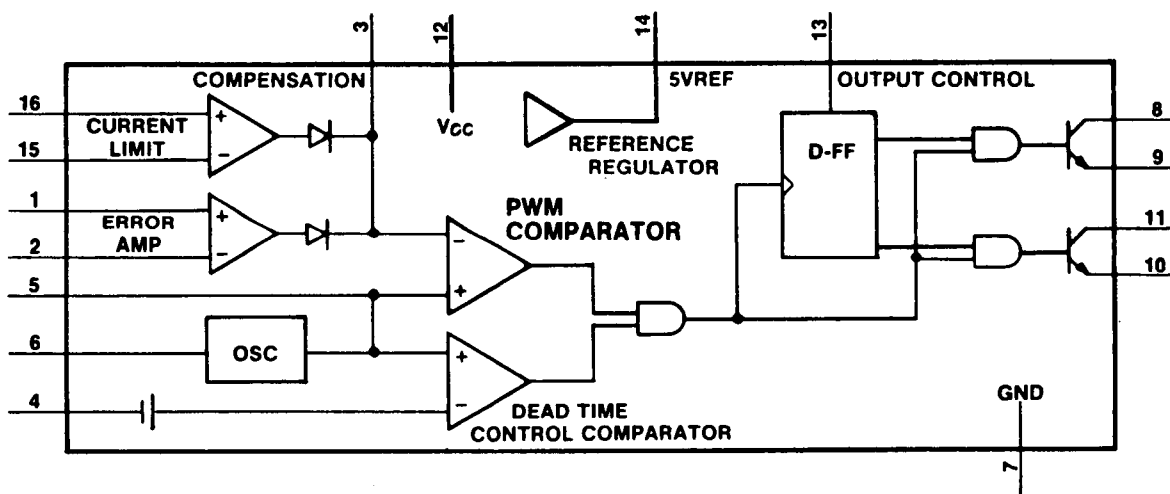 3
12
14
13
COMPENSATION
5VREF
OUTPUT CONTROL
16
+
CURRENT
LIMIT
15
−
VCC
REFERENCE
REGULATOR
D-FF
8
9
1
+
ERROR
AMP
2
−
PWM
COMPARATOR
−
11
10
5
+
6
OSC
+
4
−
DEAD TIME
CONTROL COMPARATOR
GND
7